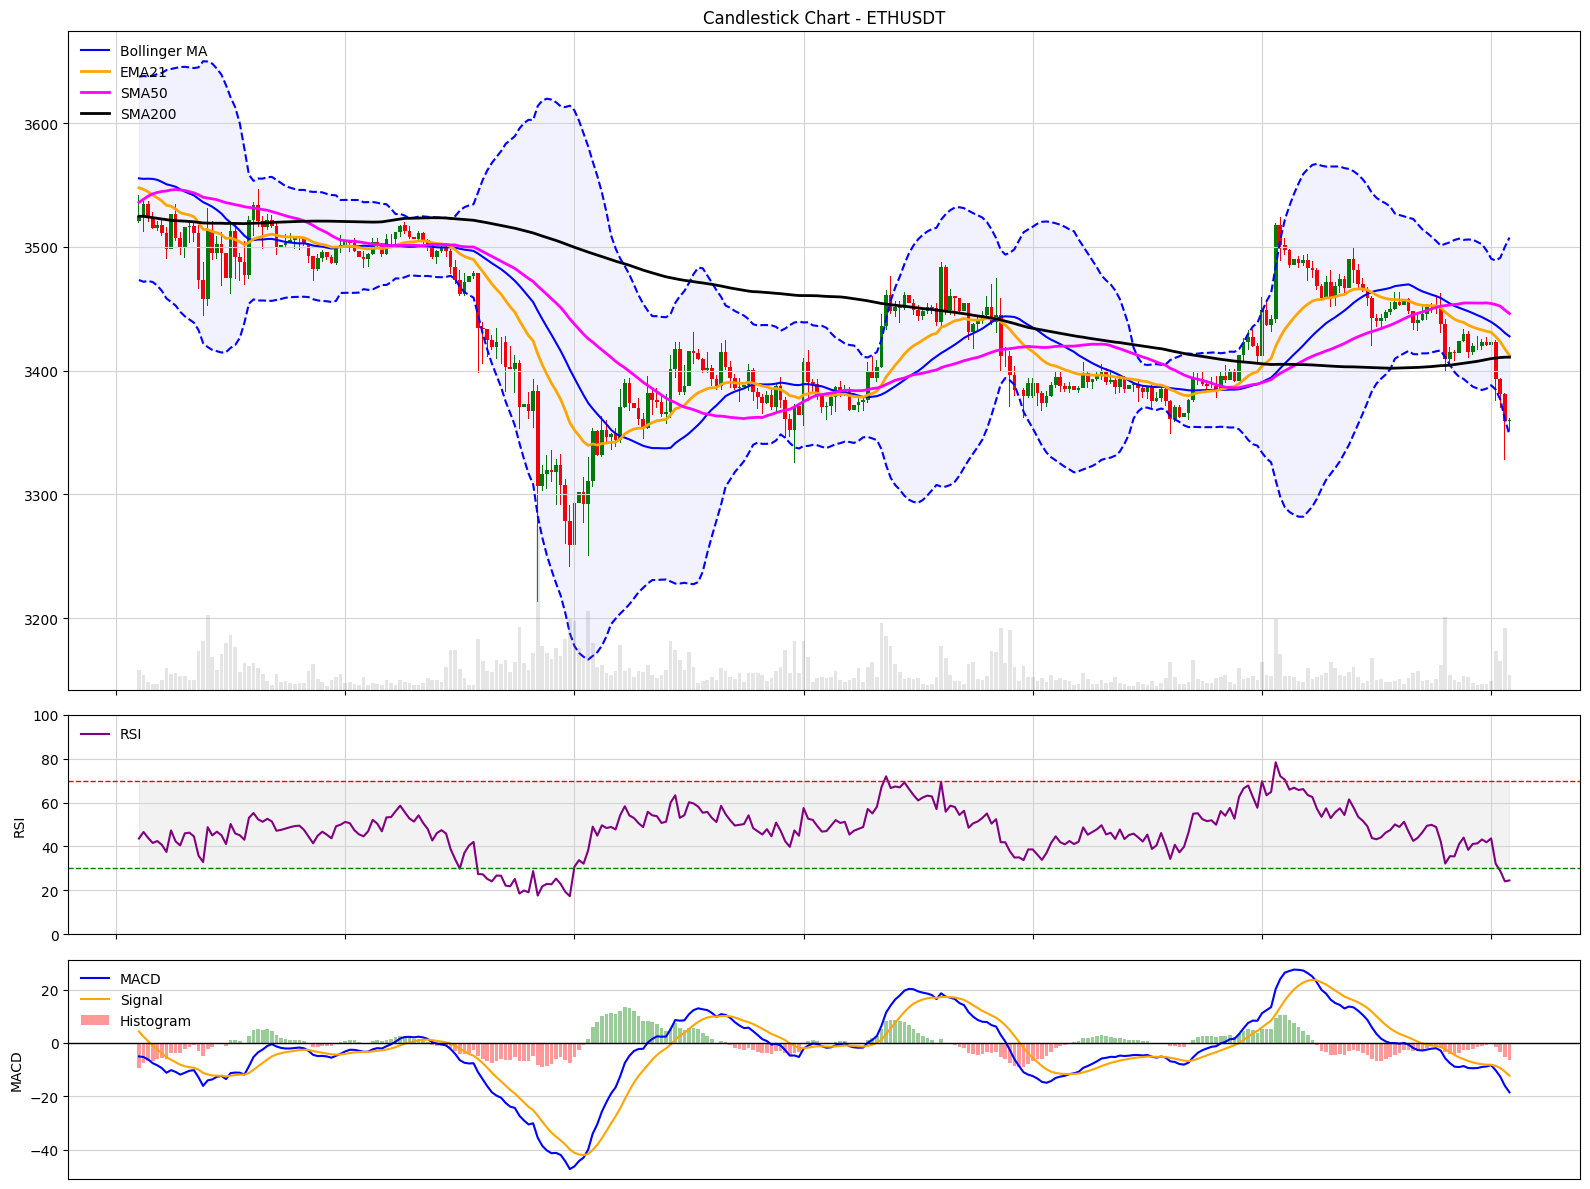 Candlestick Chart - ETHUSDT
Bollinger MA
EMA21
SMA50
SMA200
3600
3500
3400
3300
3200
100
RSI
80
60
RSI
40
20
0
MACD
20
Signal
Histogram
0
MACD
−20
−40